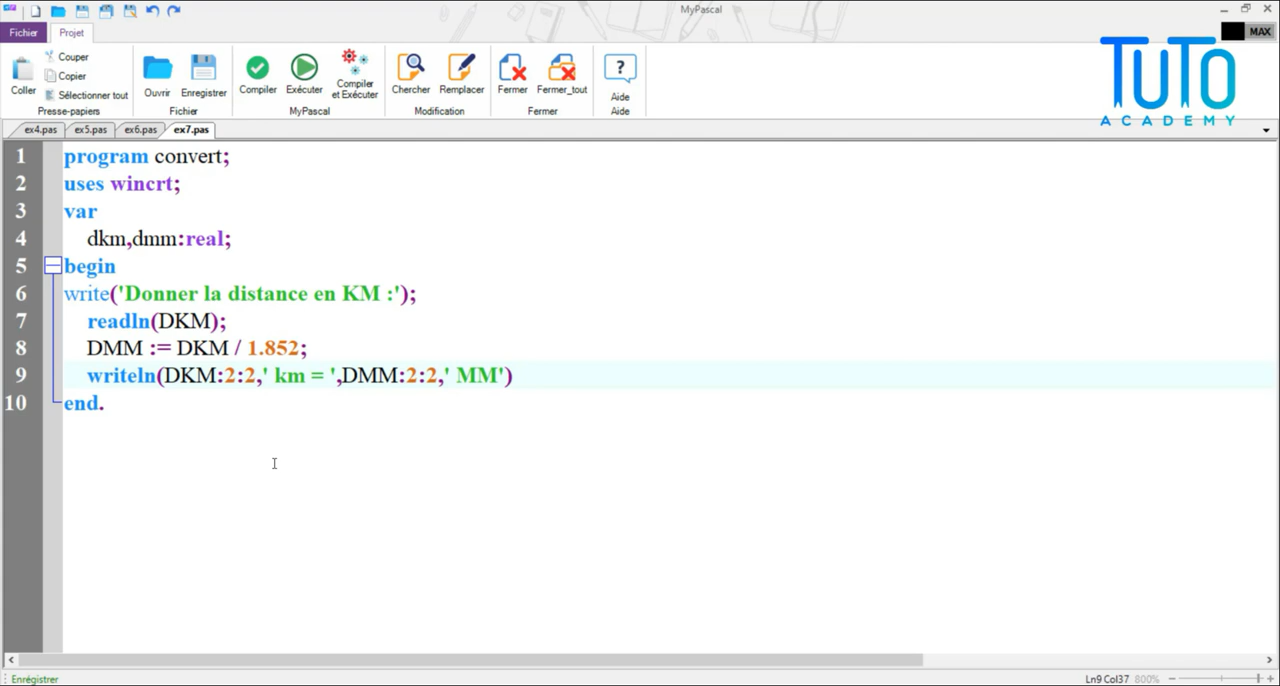 MyPascal
Fichier Projet
MAX
Coller
Couper
Copier
Sélectionner tout
Presse-papiers
Ouvrir Enregistrer
Fichier
Compiler Exécuter Compiler et Exécuter
MyPascal
Chercher Remplacer
Modification
Fermer Fermer_tout
Fermer
? Aide
Aide
TUTO
ACADEMY
ex4.pas ex5.pas ex6.pas ex7.pas
1 program convert;
2 uses wincrt;
3 var
4 dkm,dmm:real;
5 begin
6 write('Donner la distance en KM :');
7 readln(DKM);
8 DMM := DKM / 1.852;
9 writeln(DKM:2:2,' km = ',DMM:2:2,' MM')
10 end.
Enrégistrer
Ln9 Col37 800%